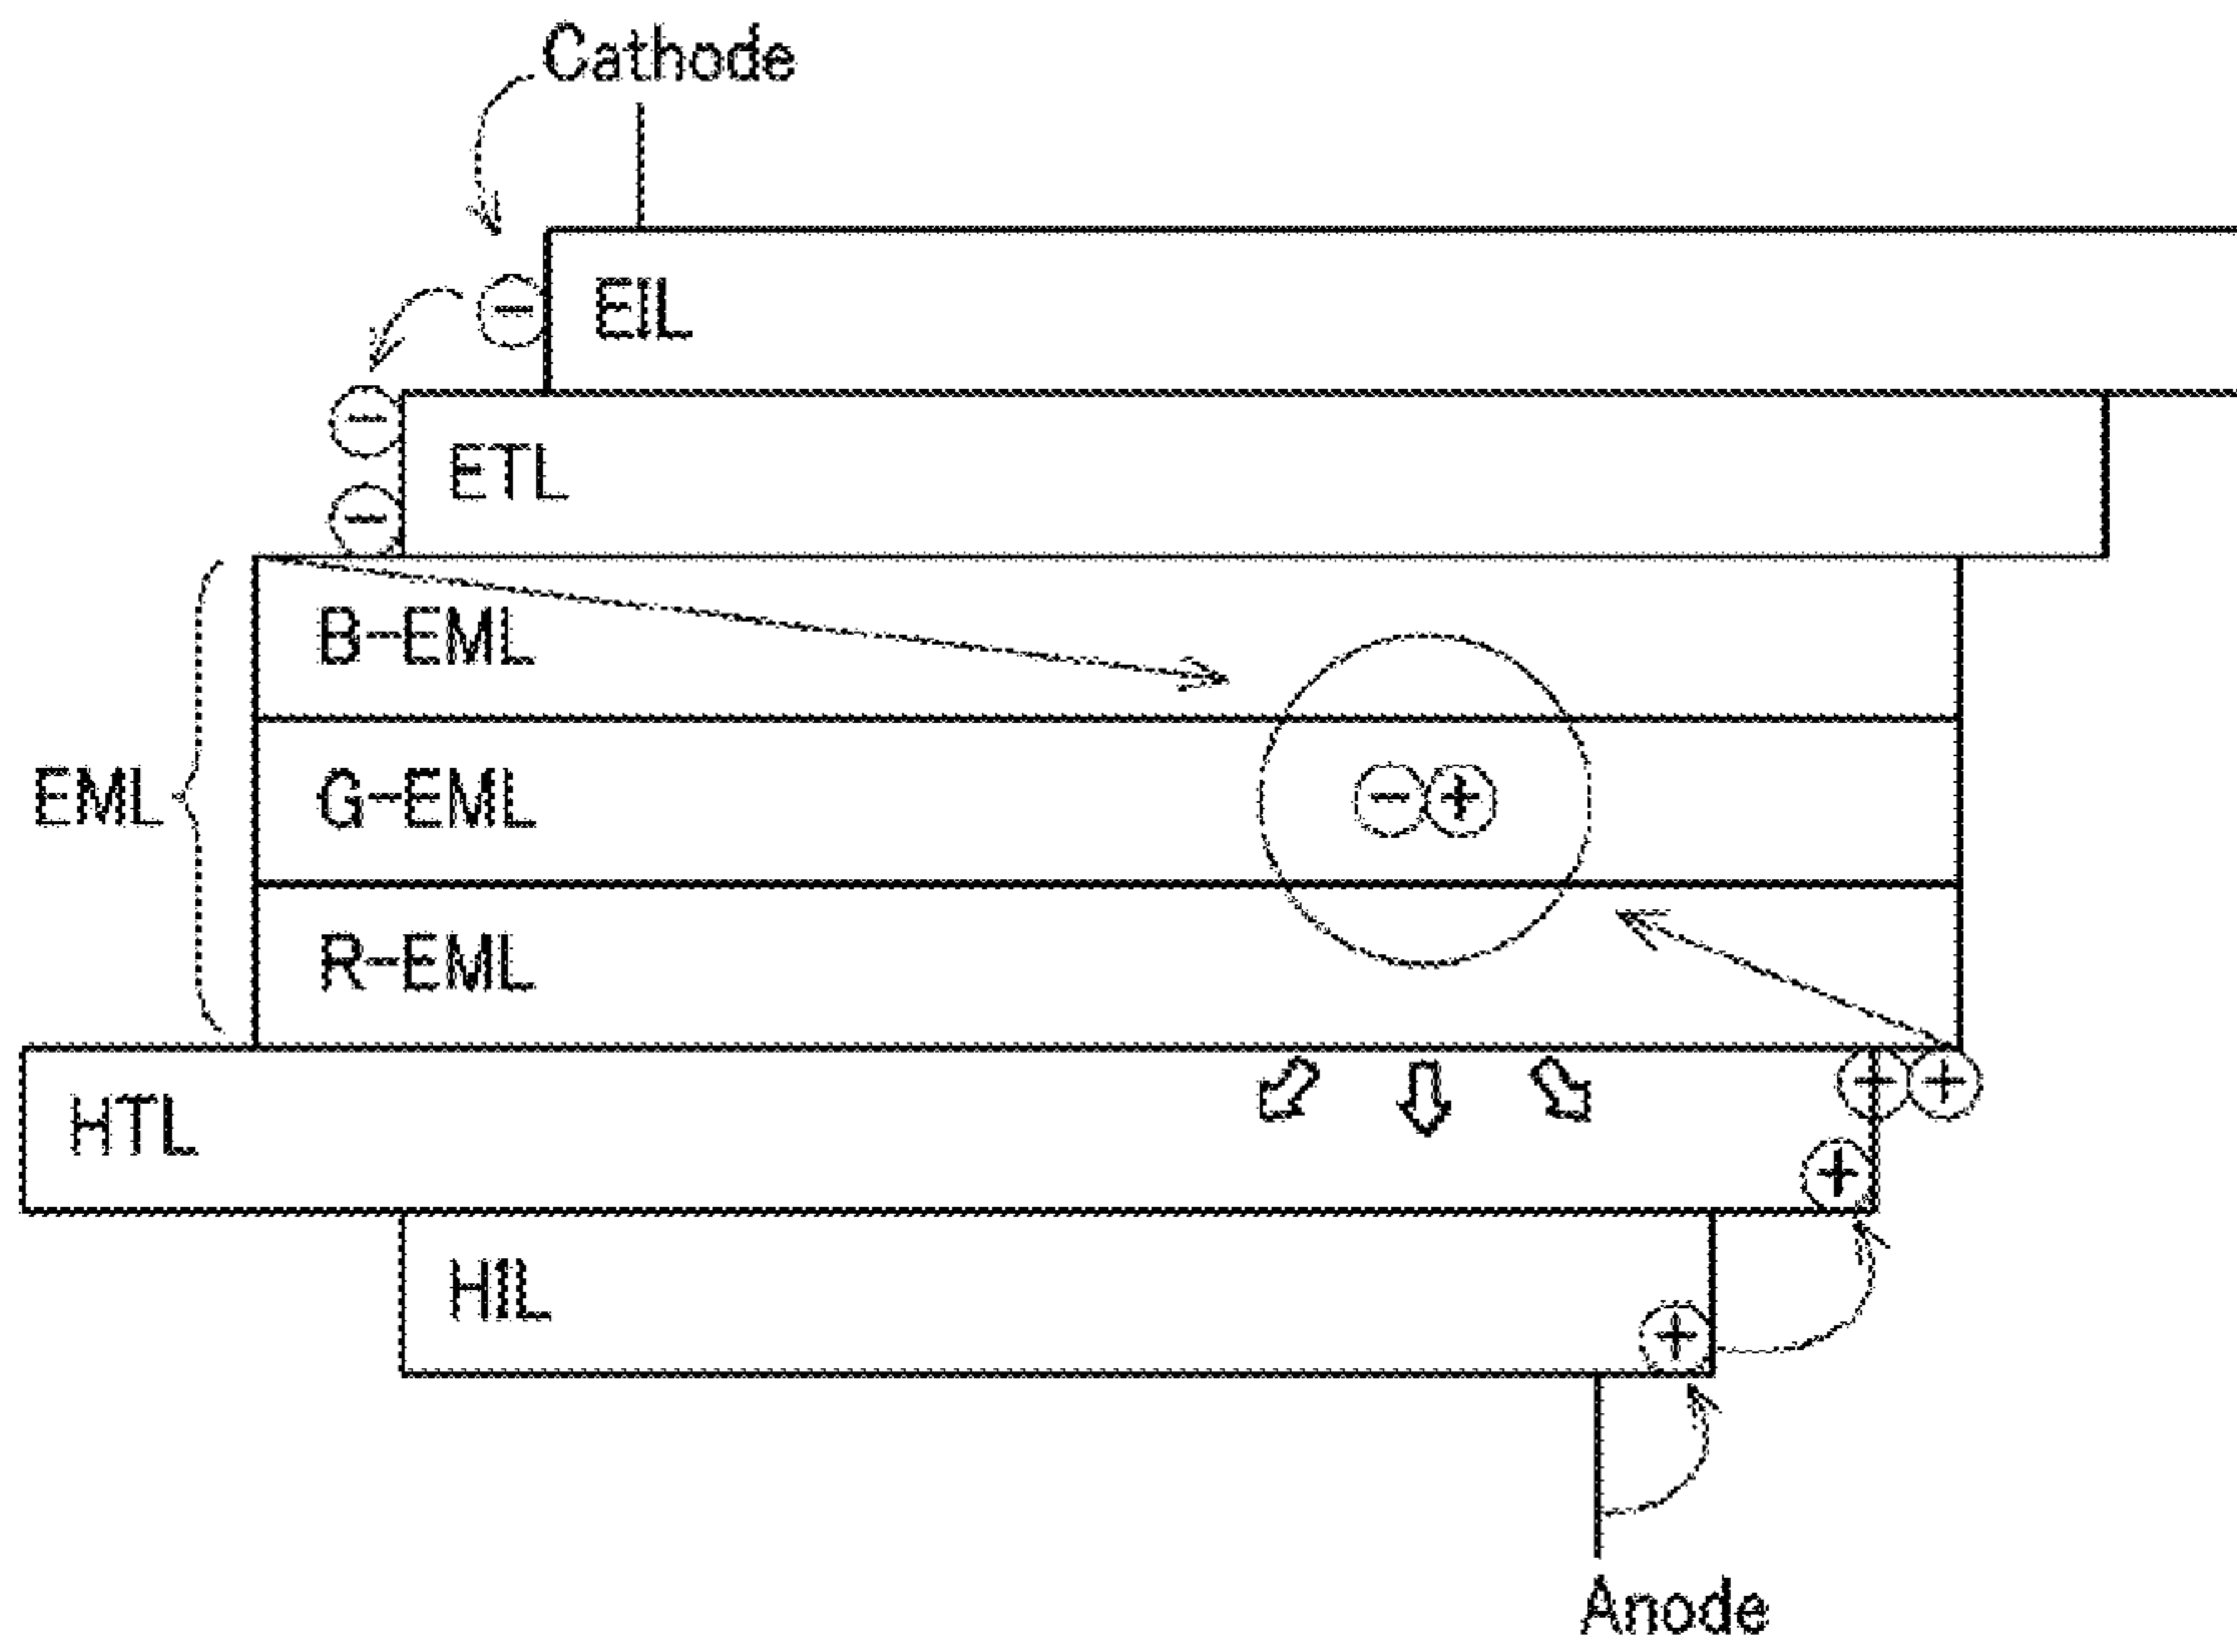 Cathode
EIL
ETL
B-EML
EML
G-EML
R-EML
HTL
HIL
Anode